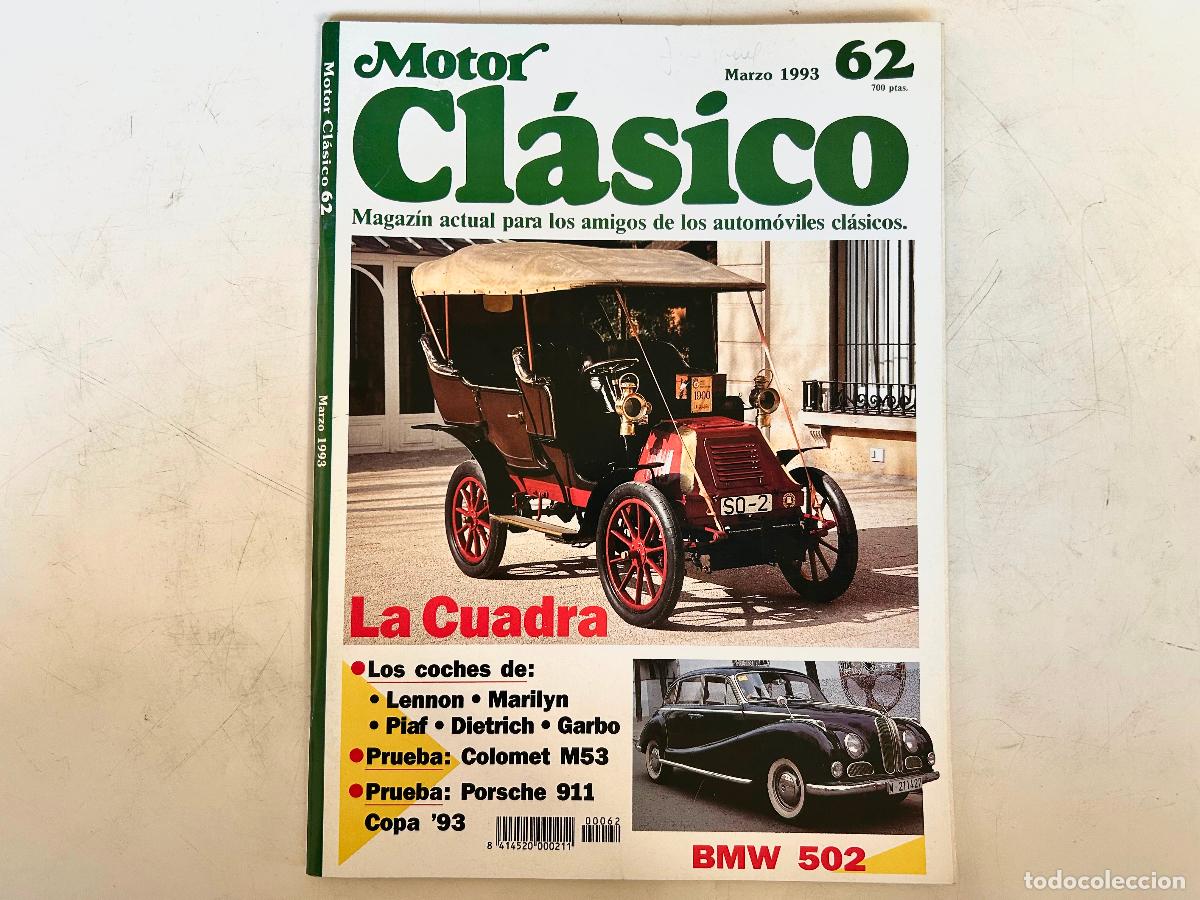 Motor
Clásico
Marzo 1993
62
700 ptas.
Magazín actual para los amigos de los automóviles clásicos.
Motor Clásico 62
Marzo 1993
1900
SO-2
La Cuadra
•Los coches de:
• Lennon • Marilyn
• Piaf • Dietrich • Garbo
•Prueba: Colomet M53
•Prueba: Porsche 911
Copa '93
00062
8 414520 000211
BMW 502
todocoleccion